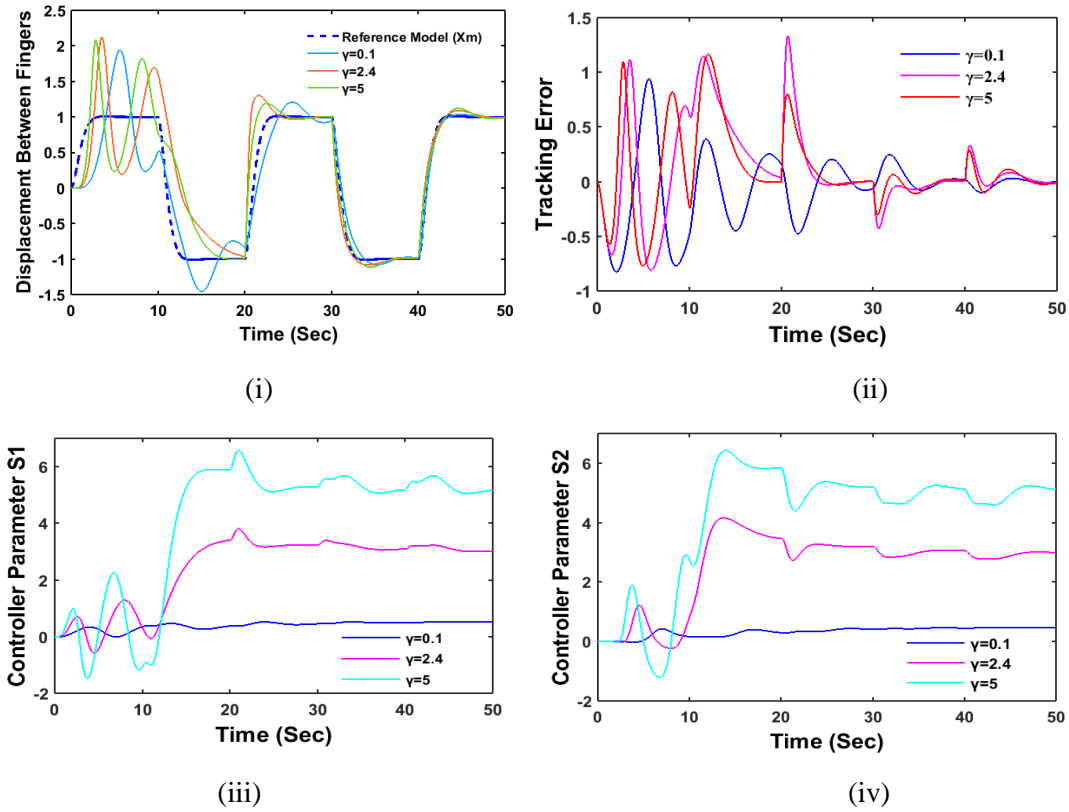 Displacement Between Fingers
2.5
2
1.5
1
0.5
0
-0.5
-1
-1.5
0
10
20
30
40
50
Time (Sec)
Reference Model (Xm)
γ=0.1
γ=2.4
γ=5
(i)
Tracking Error
1.5
1
0.5
0
-0.5
-1
0
10
20
30
40
50
Time (Sec)
γ=0.1
γ=2.4
γ=5
(ii)
Controller Parameter S1
6
4
2
0
-2
0
10
20
30
40
50
Time (Sec)
γ=0.1
γ=2.4
γ=5
(iii)
Controller Parameter S2
6
4
2
0
-2
0
10
20
30
40
50
Time (Sec)
γ=0.1
γ=2.4
γ=5
(iv)